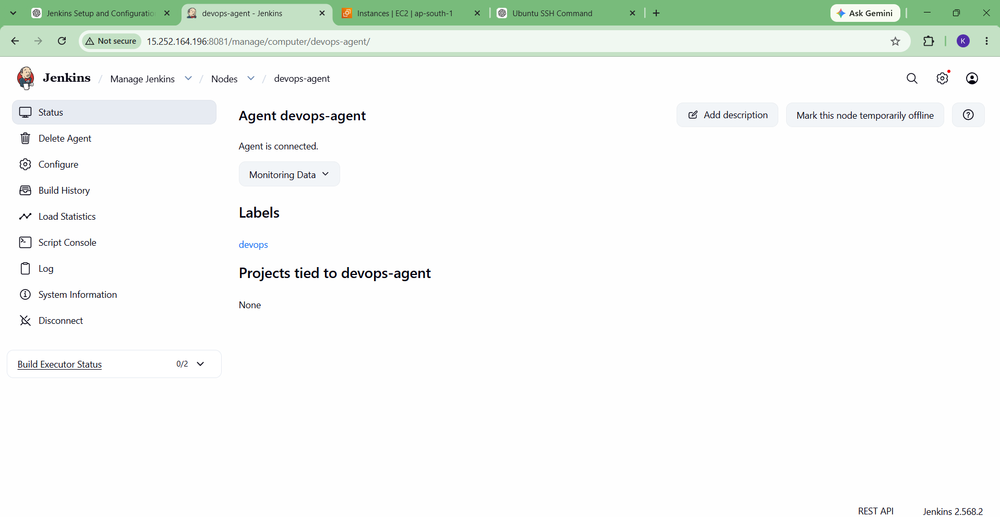 Jenkins Setup and Configuratio
devops-agent - Jenkins
Instances | EC2 | ap-south-1
Ubuntu SSH Command
Ask Gemini
Not secure
15.252.164.196:8081/manage/computer/devops-agent/
K
Jenkins / Manage Jenkins / Nodes / devops-agent
Status
Delete Agent
Configure
Build History
Load Statistics
Script Console
Log
System Information
Disconnect
Build Executor Status 0/2
Agent devops-agent
Add description
Mark this node temporarily offline
Agent is connected.
Monitoring Data
Labels
devops
Projects tied to devops-agent
None
REST API
Jenkins 2.568.2